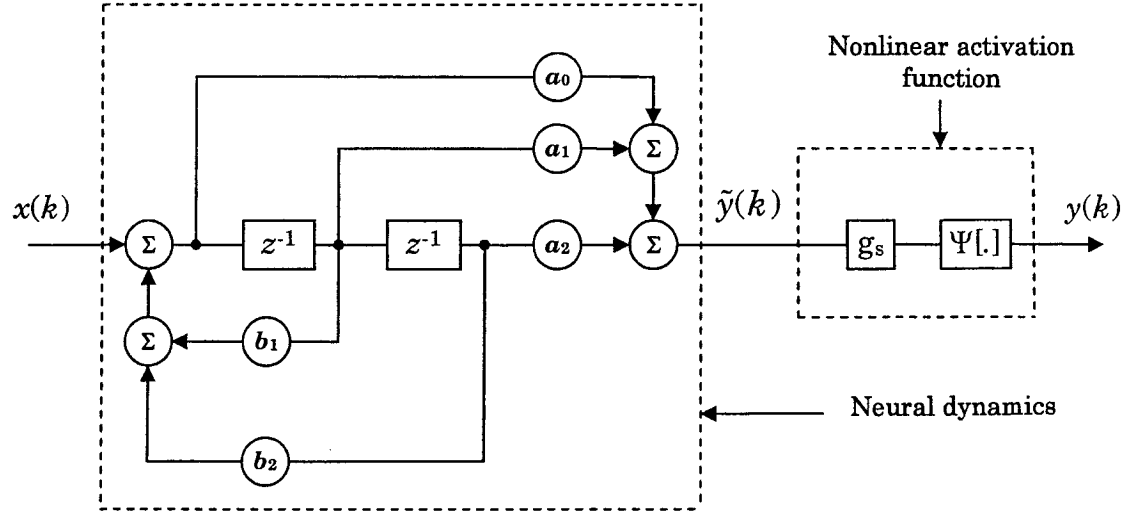 Nonlinear activation
function
a₀
a₁
Σ
x(k)
Σ
z⁻¹
z⁻¹
a₂
Σ
ỹ(k)
gₛ
Ψ[.]
y(k)
Σ
b₁
b₂
Neural dynamics